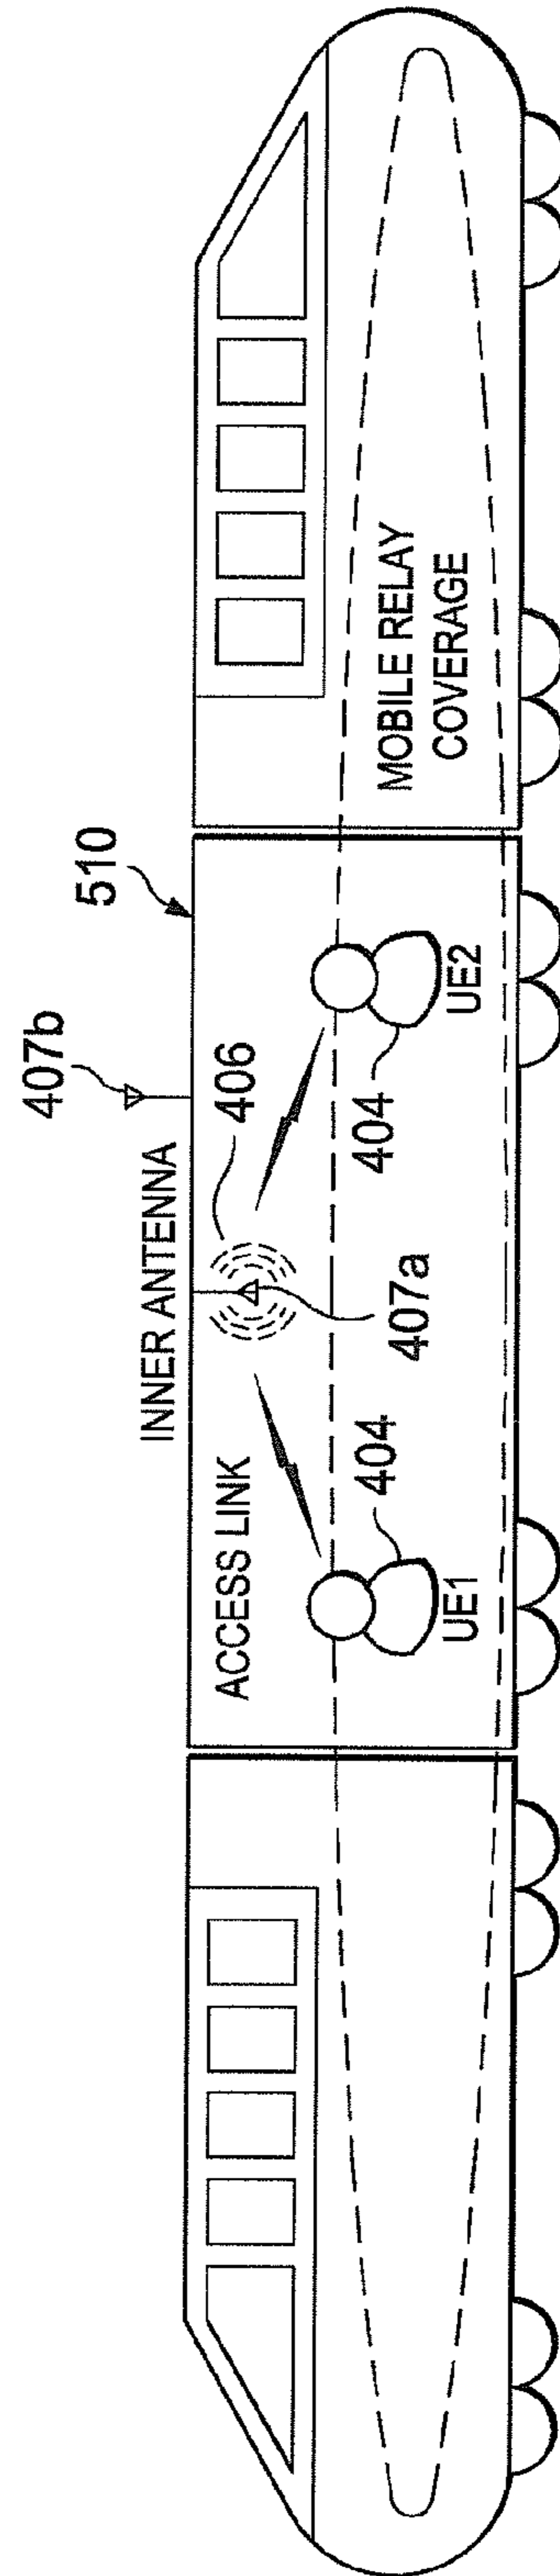 407b
510
INNER ANTENNA
406
ACCESS LINK
407a
404
404
UE1
UE2
MOBILE RELAY
COVERAGE